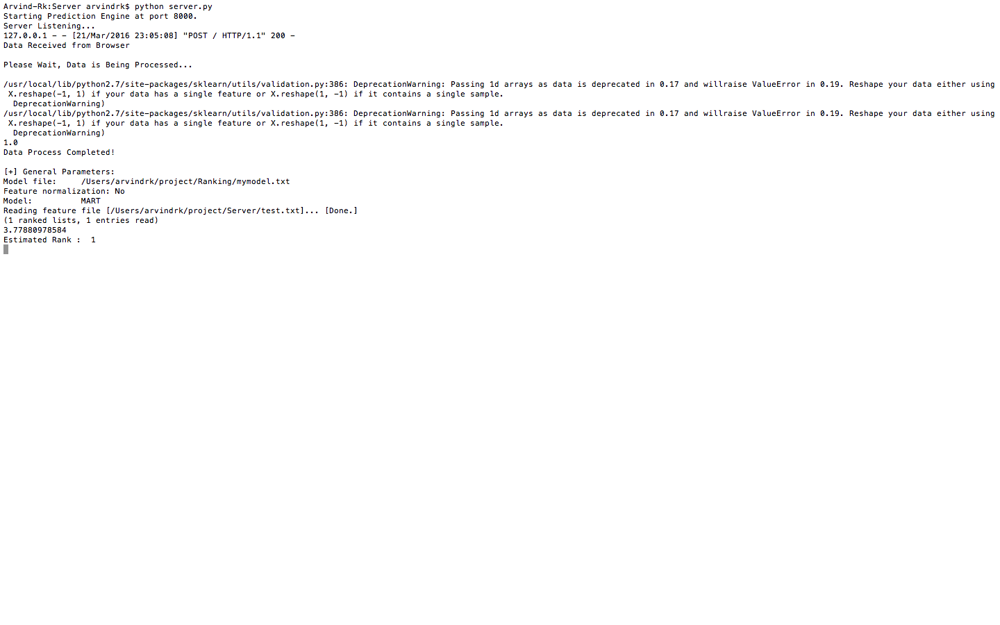 Arvind-Rk:Server arvindrk$ python server.py
Starting Prediction Engine at port 8000.
Server Listening...
127.0.0.1 - - [21/Mar/2016 23:05:08] "POST / HTTP/1.1" 200 -
Data Received from Browser
Please Wait, Data is Being Processed...
/usr/local/lib/python2.7/site-packages/sklearn/utils/validation.py:386: DeprecationWarning: Passing 1d arrays as data is deprecated in 0.17 and willraise ValueError in 0.19. Reshape your data either using
X.reshape(-1, 1) if your data has a single feature or X.reshape(1, -1) if it contains a single sample.
DeprecationWarning)
/usr/local/lib/python2.7/site-packages/sklearn/utils/validation.py:386: DeprecationWarning: Passing 1d arrays as data is deprecated in 0.17 and willraise ValueError in 0.19. Reshape your data either using
X.reshape(-1, 1) if your data has a single feature or X.reshape(1, -1) if it contains a single sample.
DeprecationWarning)
1.0
Data Process Completed!
[+] General Parameters:
Model file:     /Users/arvindrk/project/Ranking/mymodel.txt
Feature normalization: No
Model:          MART
Reading feature file [/Users/arvindrk/project/Server/test.txt]... [Done.]
(1 ranked lists, 1 entries read)
3.77880978584
Estimated Rank :  1